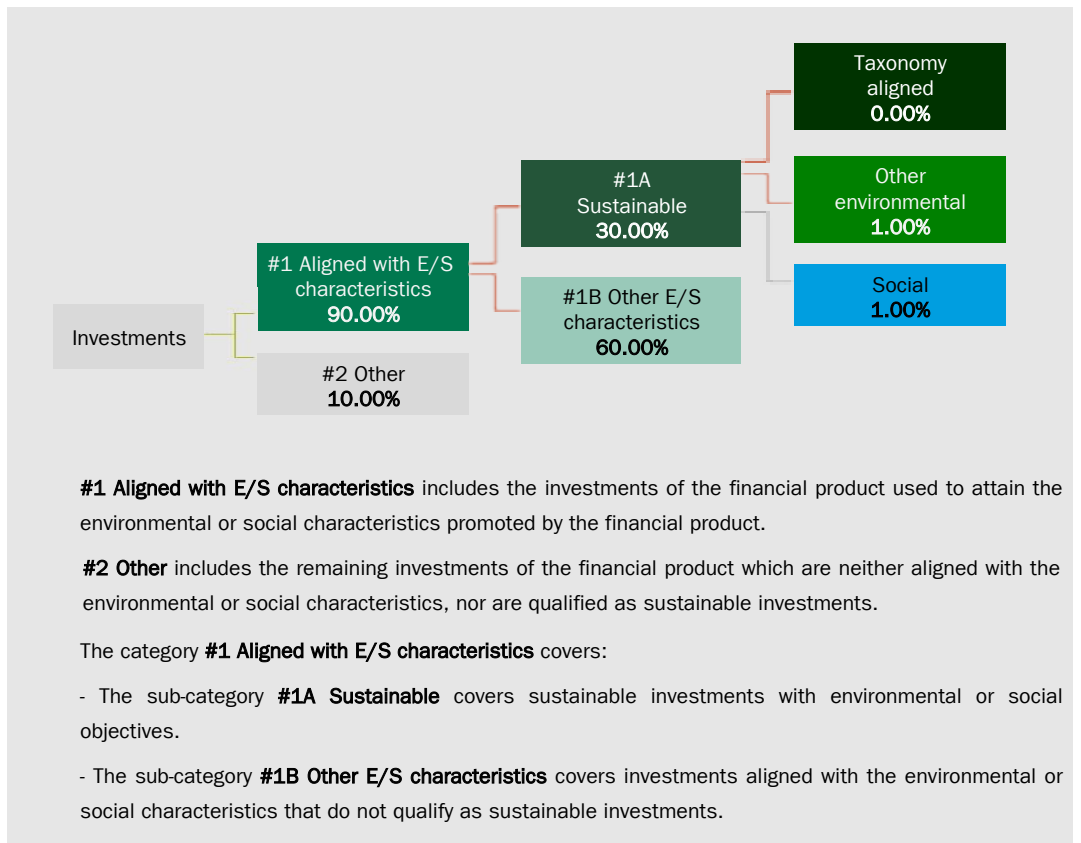 Taxonomy
aligned
0.00%
#1A
Sustainable
30.00%
Other
environmental
1.00%
#1 Aligned with E/S
characteristics
90.00%
Social
1.00%
#1B Other E/S
characteristics
60.00%
Investments
#2 Other
10.00%
#1 Aligned with E/S characteristics includes the investments of the financial product used to attain the
environmental or social characteristics promoted by the financial product.
#2 Other includes the remaining investments of the financial product which are neither aligned with the
environmental or social characteristics, nor are qualified as sustainable investments.
The category #1 Aligned with E/S characteristics covers:
- The sub-category #1A Sustainable covers sustainable investments with environmental or social
objectives.
- The sub-category #1B Other E/S characteristics covers investments aligned with the environmental or
social characteristics that do not qualify as sustainable investments.